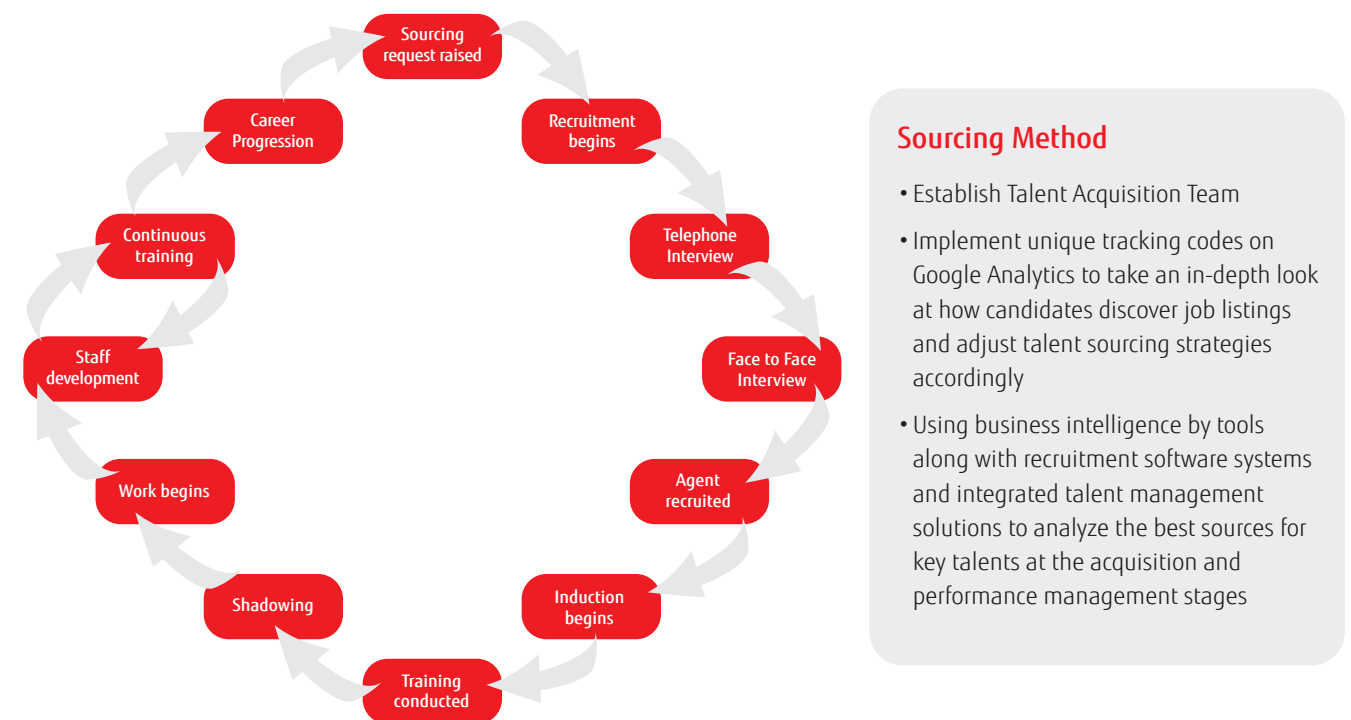 Sourcing
request raised
Recruitment
begins
Telephone
Interview
Face to Face
Interview
Agent
recruited
Induction
begins
Training
conducted
Shadowing
Work begins
Staff
development
Continuous
training
Career
Progression
Sourcing Method
• Establish Talent Acquisition Team
• Implement unique tracking codes on
Google Analytics to take an in-depth look
at how candidates discover job listings
and adjust talent sourcing strategies
accordingly
• Using business intelligence by tools
along with recruitment software systems
and integrated talent management
solutions to analyze the best sources for
key talents at the acquisition and
performance management stages